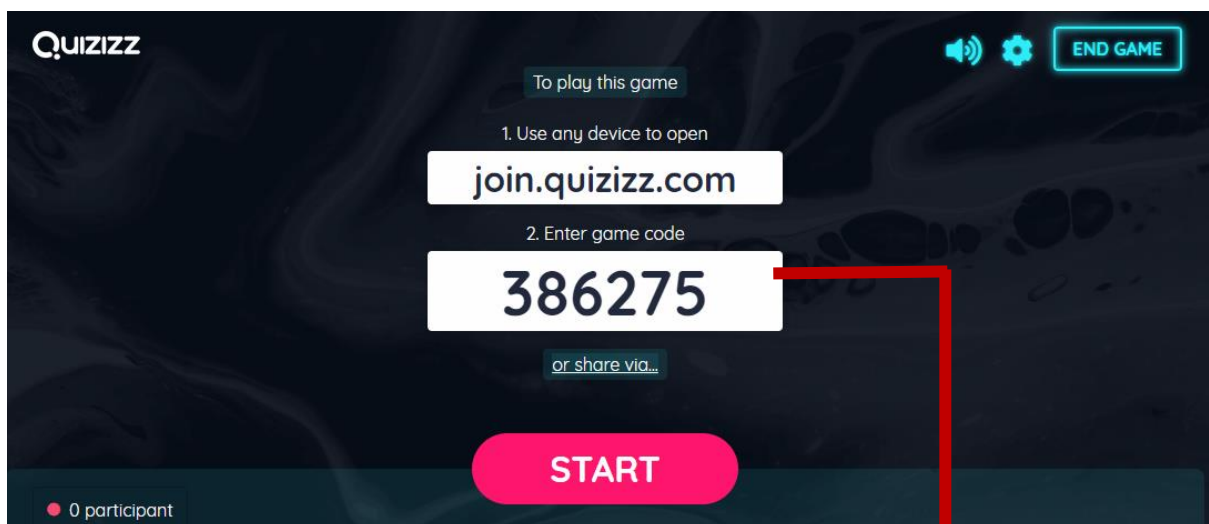 Quizizz
END GAME
To play this game
1. Use any device to open
join.quizizz.com
2. Enter game code
386275
or share via...
START
0 participant